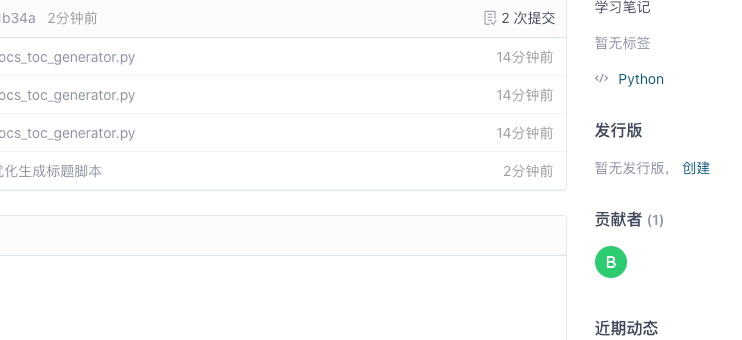 1b34a 2分钟前 2 次提交
ocs_toc_generator.py 14分钟前
ocs_toc_generator.py 14分钟前
ocs_toc_generator.py 14分钟前
优化生成标题脚本 2分钟前
学习笔记
暂无标签
</> Python
发行版
暂无发行版， 创建
贡献者 (1)
B
近期动态